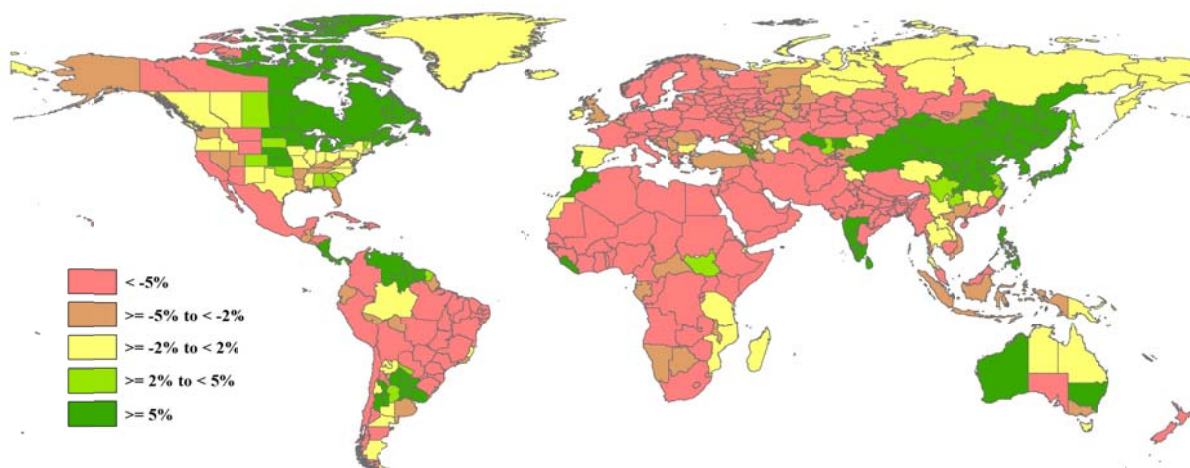 < -5%
>= -5% to < -2%
>= -2% to < 2%
>= 2% to < 5%
>= 5%